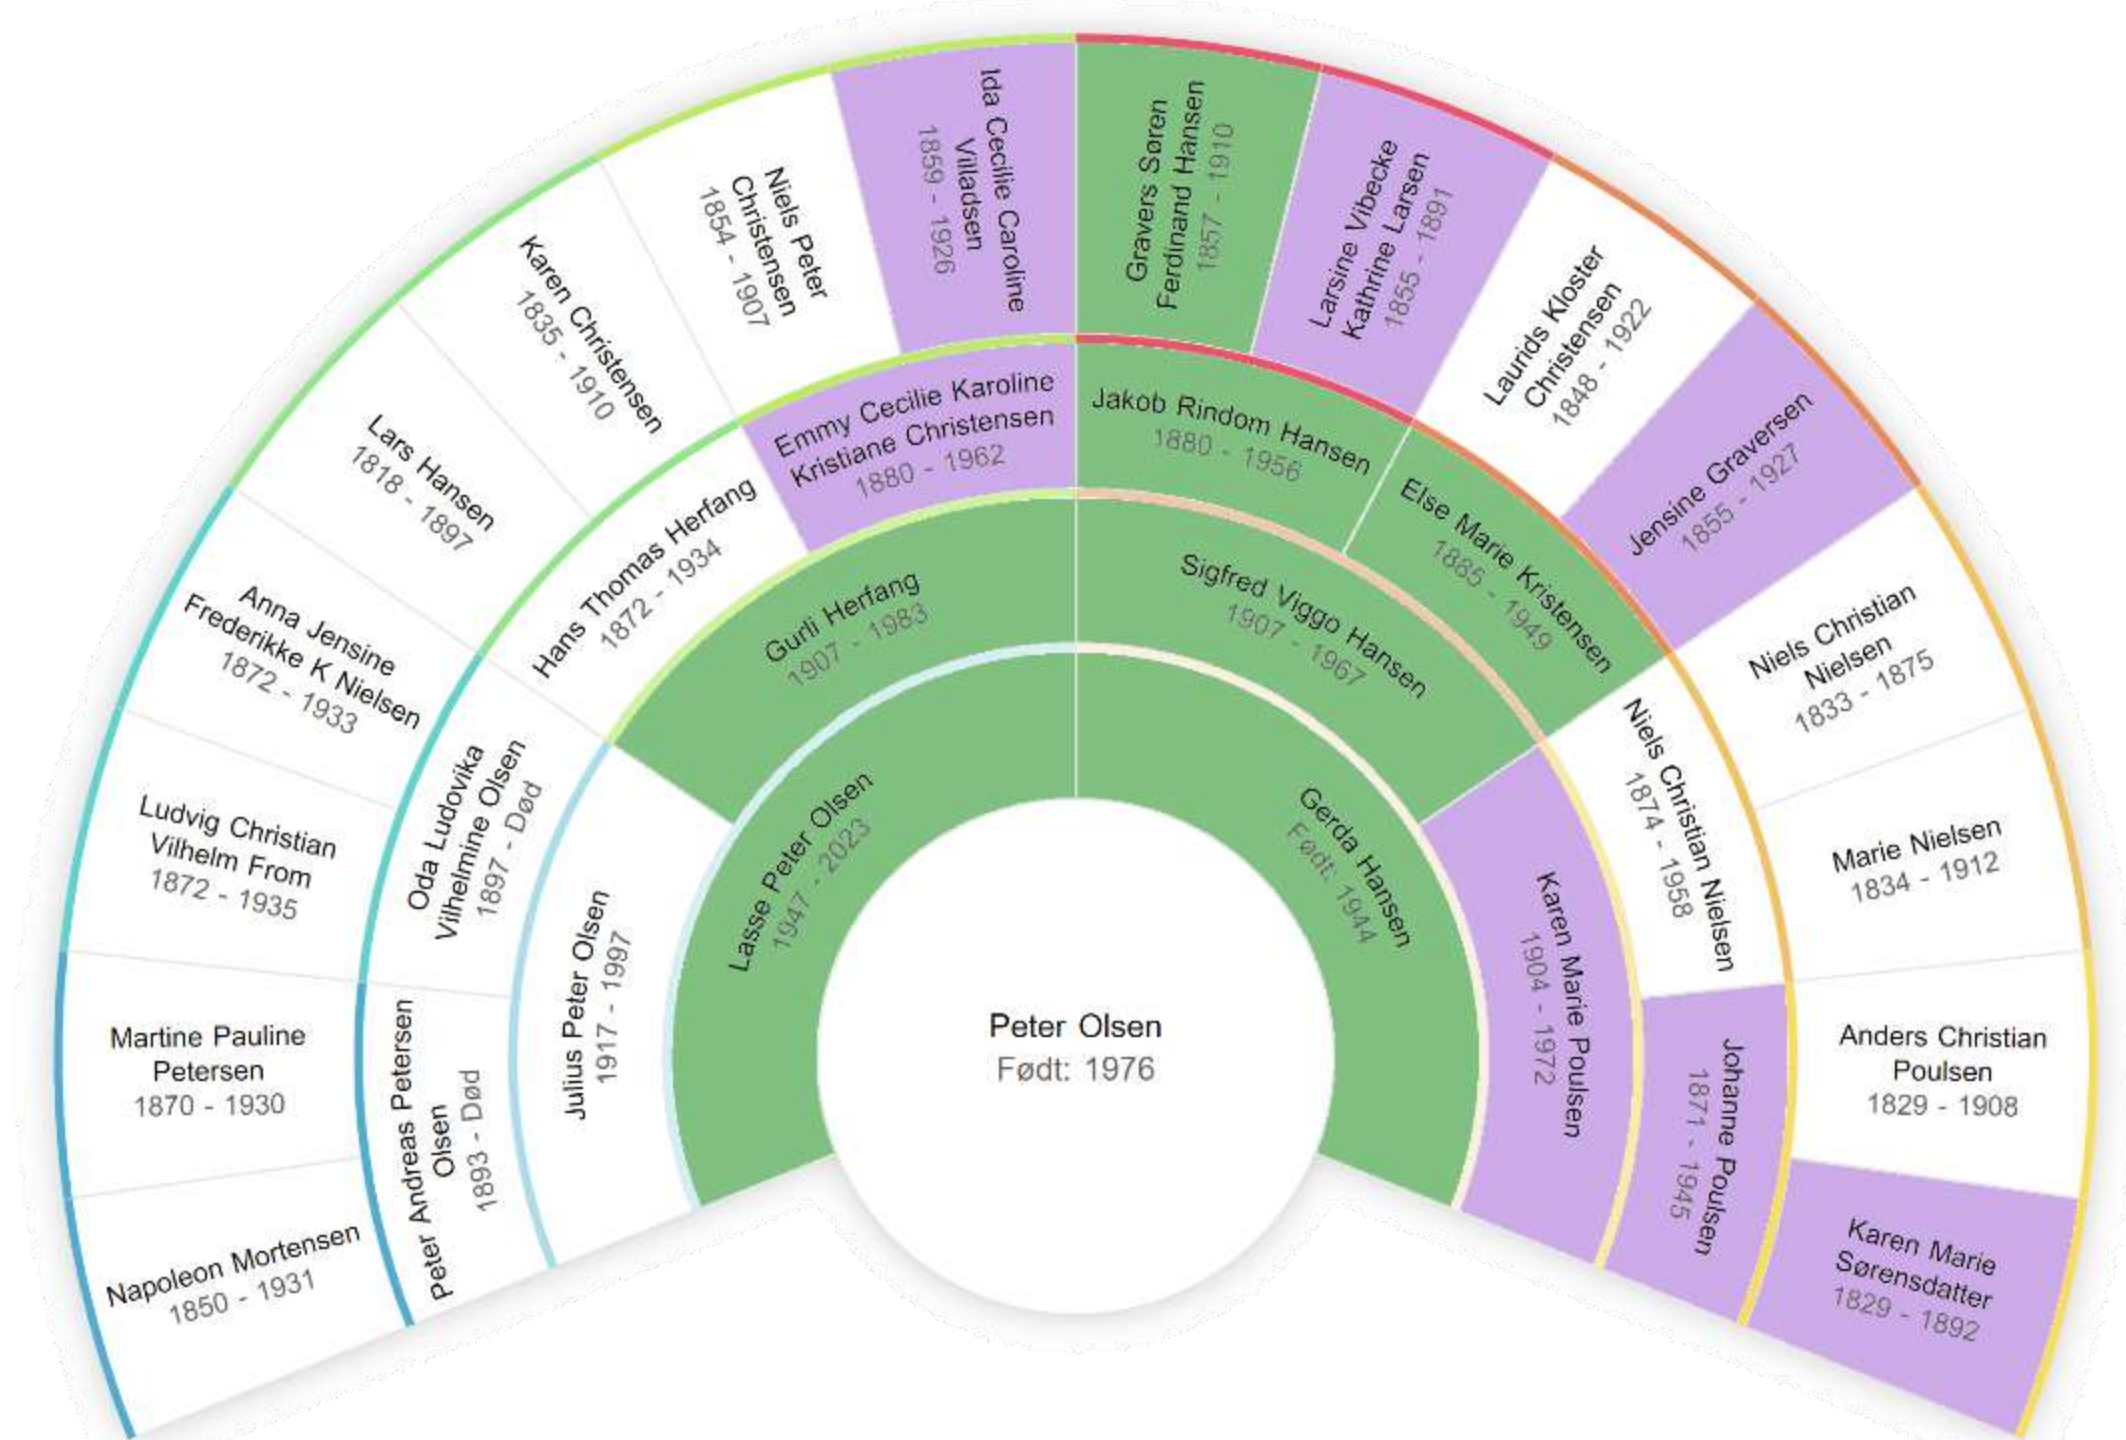 Peter Olsen
Født: 1976
Lasse Peter Olsen
1947 - 2023
Gerda Hansen
Født: 1944
Julius Peter Olsen
1917 - 1997
Gurli Herfang
1907 - 1983
Sigfred Viggo Hansen
1907 - 1967
Karen Marie Poulsen
1904 - 1972
Peter Andreas Petersen
Olsen
1893 - Død
Oda Ludovika
Vilhelmine Olsen
1897 - Død
Hans Thomas Herfang
1872 - 1934
Emmy Cecilie Karoline
Kristiane Christensen
1880 - 1962
Jakob Rindom Hansen
1880 - 1956
Else Marie Kristensen
1885 - 1949
Niels Christian Nielsen
1874 - 1958
Johanne Poulsen
1871 - 1945
Napoleon Mortensen
1850 - 1931
Martine Pauline
Petersen
1870 - 1930
Ludvig Christian
Vilhelm From
1872 - 1935
Anna Jensine
Frederikke K Nielsen
1872 - 1933
Lars Hansen
1818 - 1897
Karen Christensen
1835 - 1910
Niels Peter
Christensen
1854 - 1907
Ida Cecilie Caroline
Villadsen
1859 - 1926
Gravers Søren
Ferdinand Hansen
1857 - 1910
Larsine Vibecke
Kathrine Larsen
1855 - 1891
Laurids Kloster
Christensen
1848 - 1922
Jensine Graversen
1855 - 1927
Niels Christian
Nielsen
1833 - 1875
Marie Nielsen
1834 - 1912
Anders Christian
Poulsen
1829 - 1908
Karen Marie
Sørensdatter
1829 - 1892